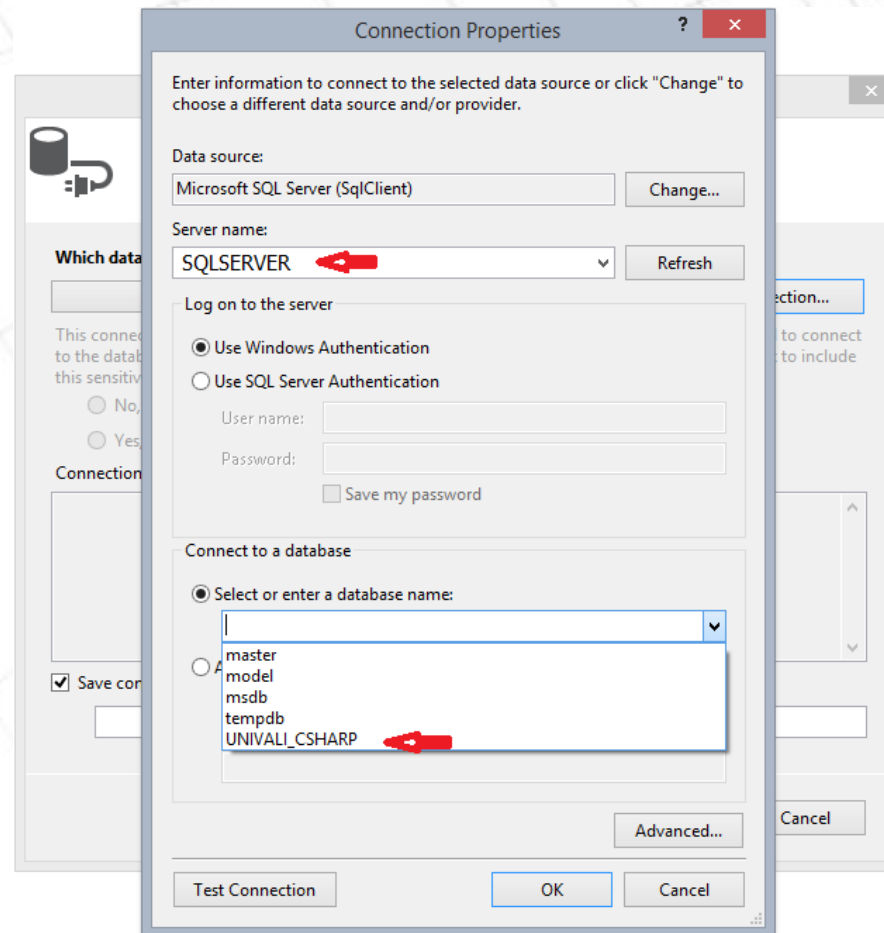 Connection Properties
?
Enter information to connect to the selected data source or click "Change" to
choose a different data source and/or provider.
Data source:
Microsoft SQL Server (SqlClient)
Change...
Server name:
SQLSERVER
Refresh
Which data
ection...
Log on to the server
This connec
to connect
Use Windows Authentication
to the datab
to include
this sensitiv
Use SQL Server Authentication
No,
User name:
Yes,
Password:
Connection
Save my password
Connect to a database
Select or enter a database name:
master
A
model
Save con
msdb
tempdb
UNIVALI_CSHARP
Cancel
Advanced...
Test Connection
OK
Cancel